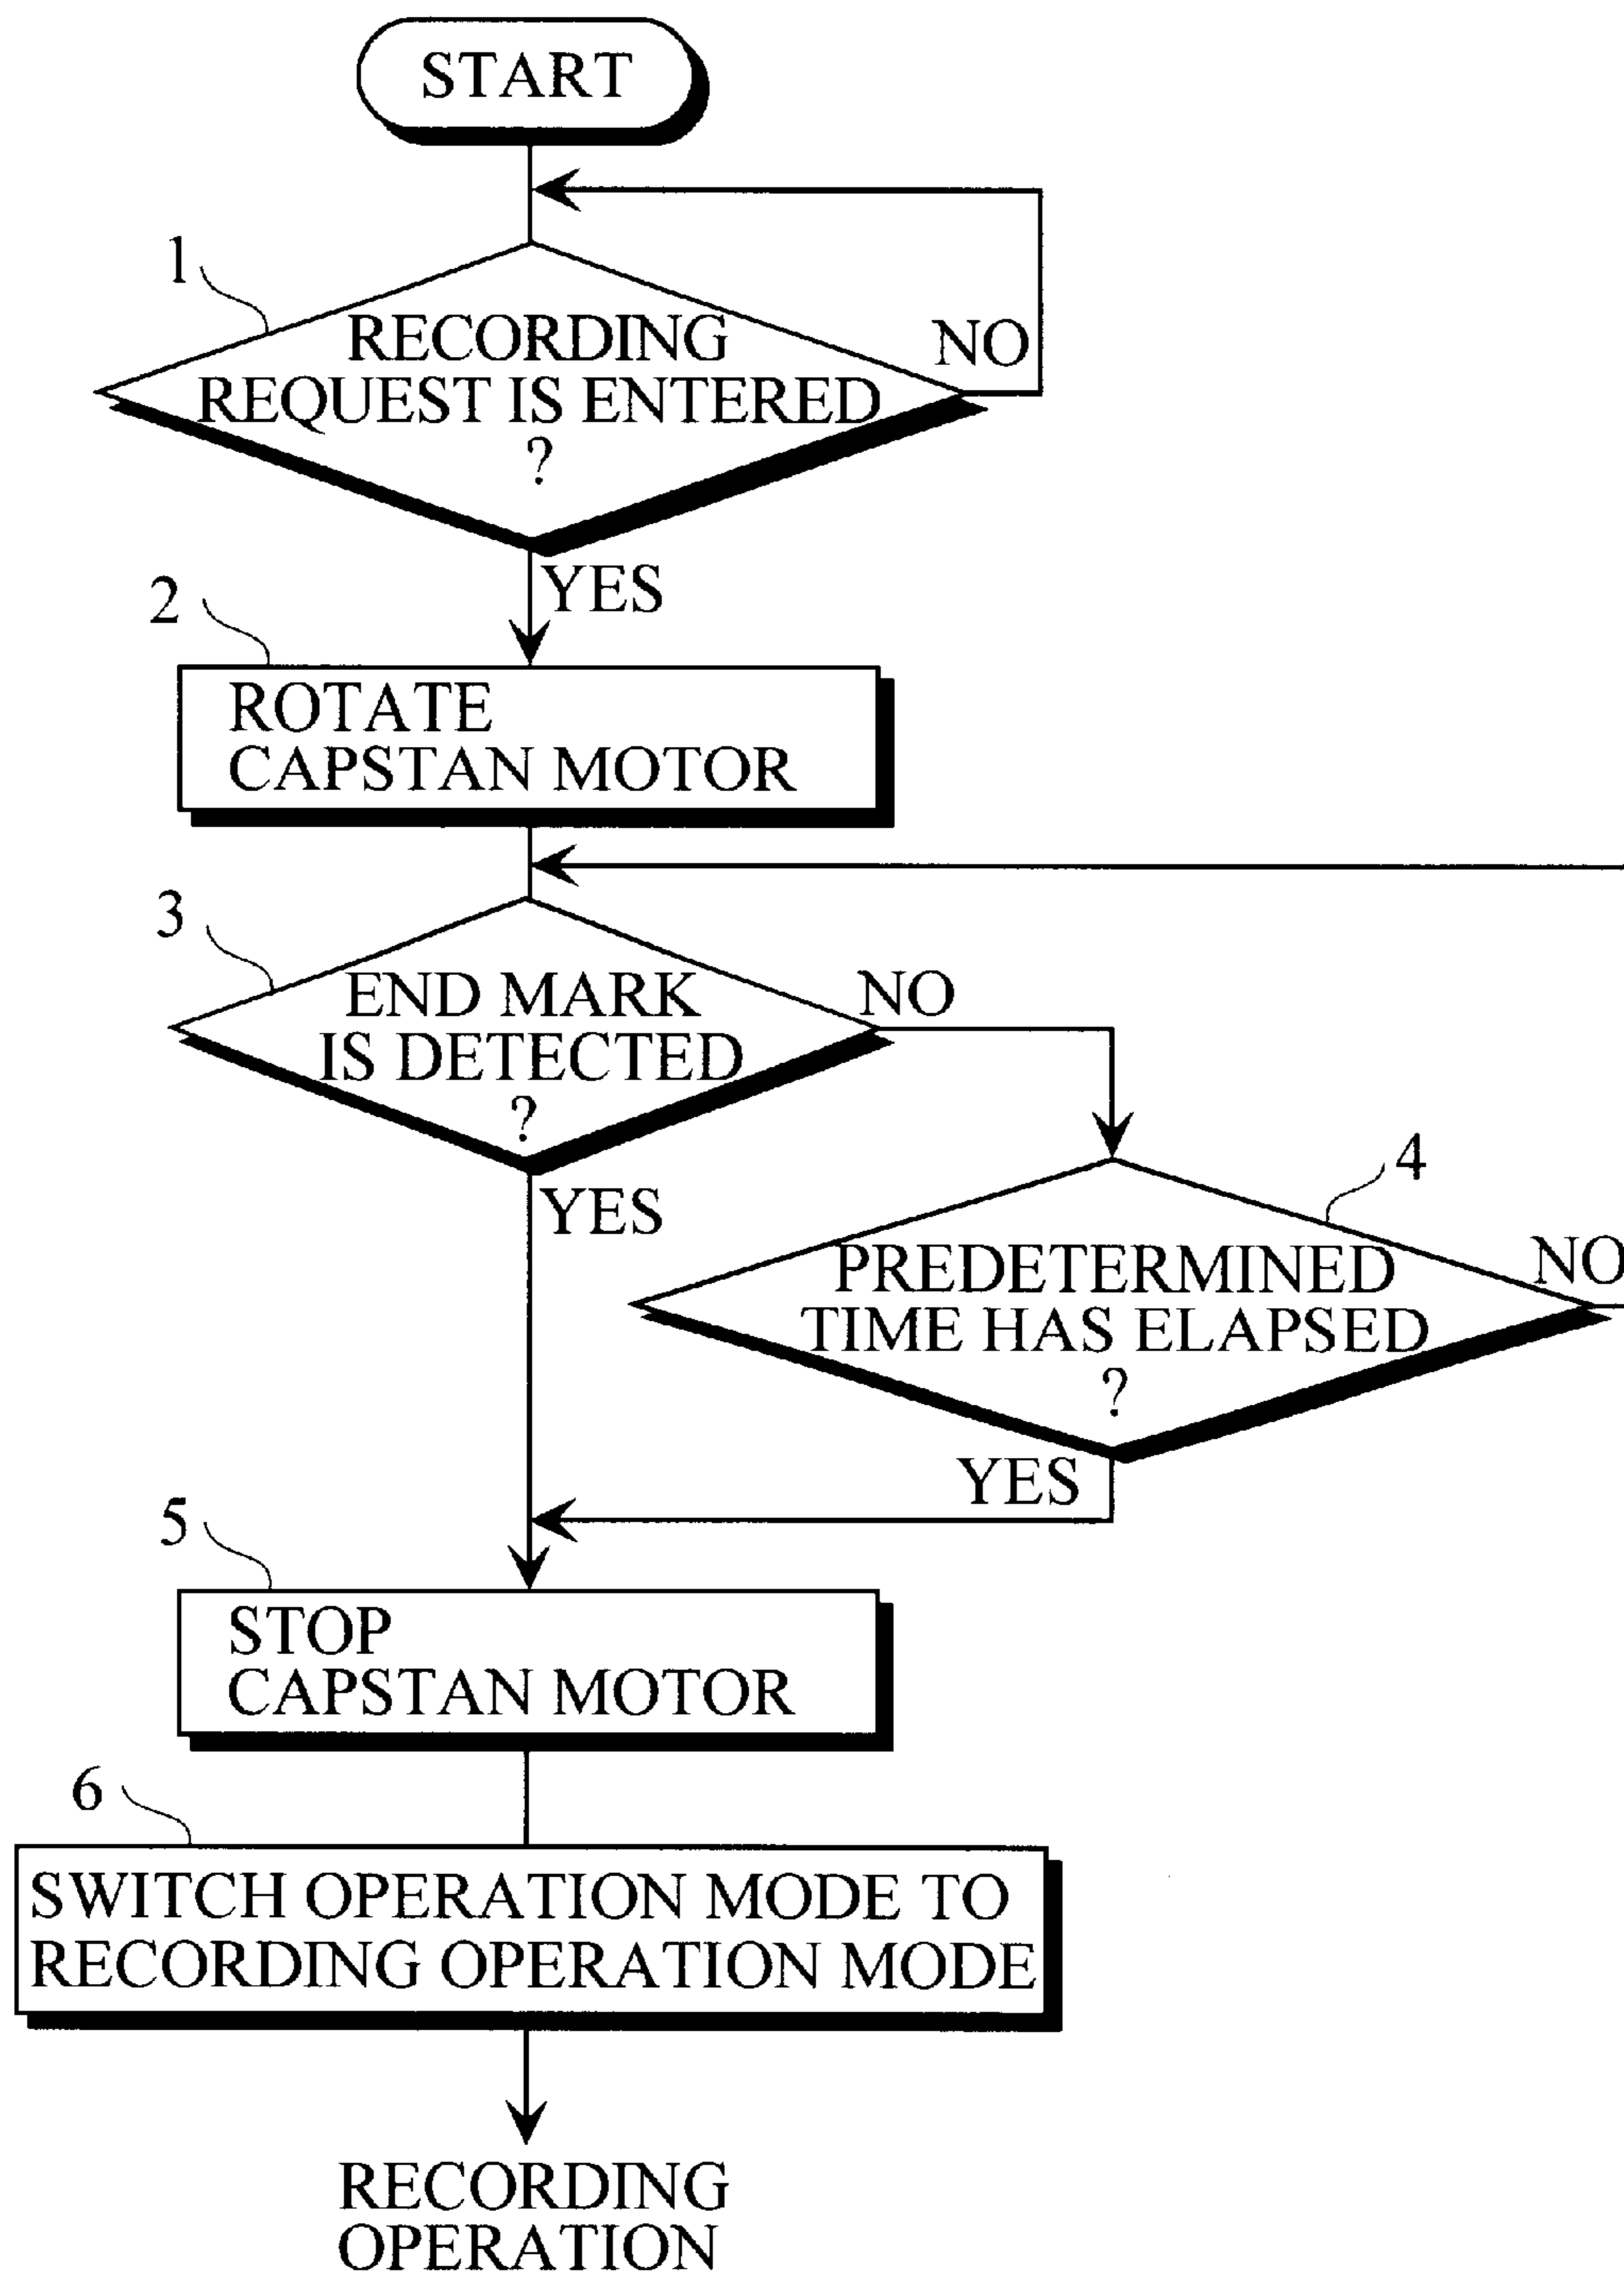 START
1
RECORDING
REQUEST IS ENTERED
?
NO
YES
2
ROTATE
CAPSTAN MOTOR
3
END MARK
IS DETECTED
?
NO
YES
4
PREDETERMINED
TIME HAS ELAPSED
?
NO
YES
5
STOP
CAPSTAN MOTOR
6
SWITCH OPERATION MODE TO
RECORDING OPERATION MODE
RECORDING
OPERATION